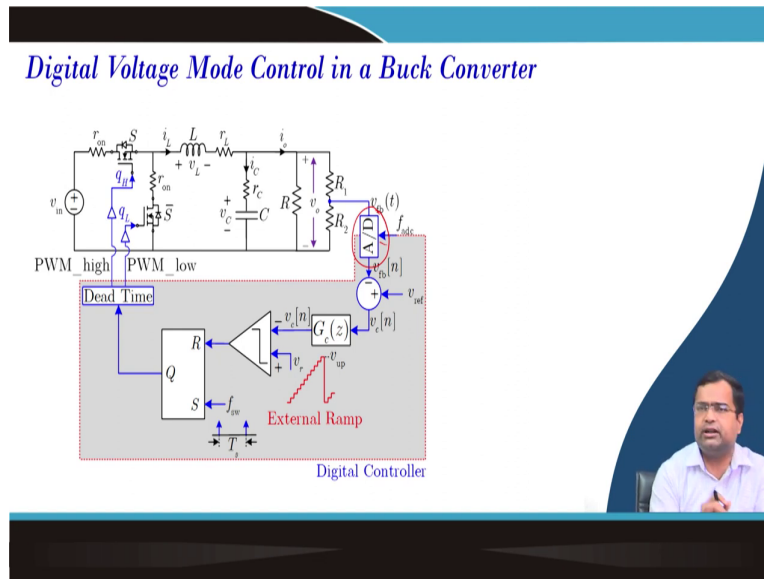 Digital Voltage Mode Control in a Buck Converter
r_on S i_L L r_L i_o
+ v_L −
q_H r_on i_C R_1
v_in q_L S̄ + v_C − r_C C R + v_o − R_2 v_fb(t)
A/D f_adc
PWM_high PWM_low v_fb[n]
Dead Time − + v_ref
− v_c[n] G_c(z) v_e[n]
R + v_r v_up
Q
S f_sw External Ramp
T_s
Digital Controller